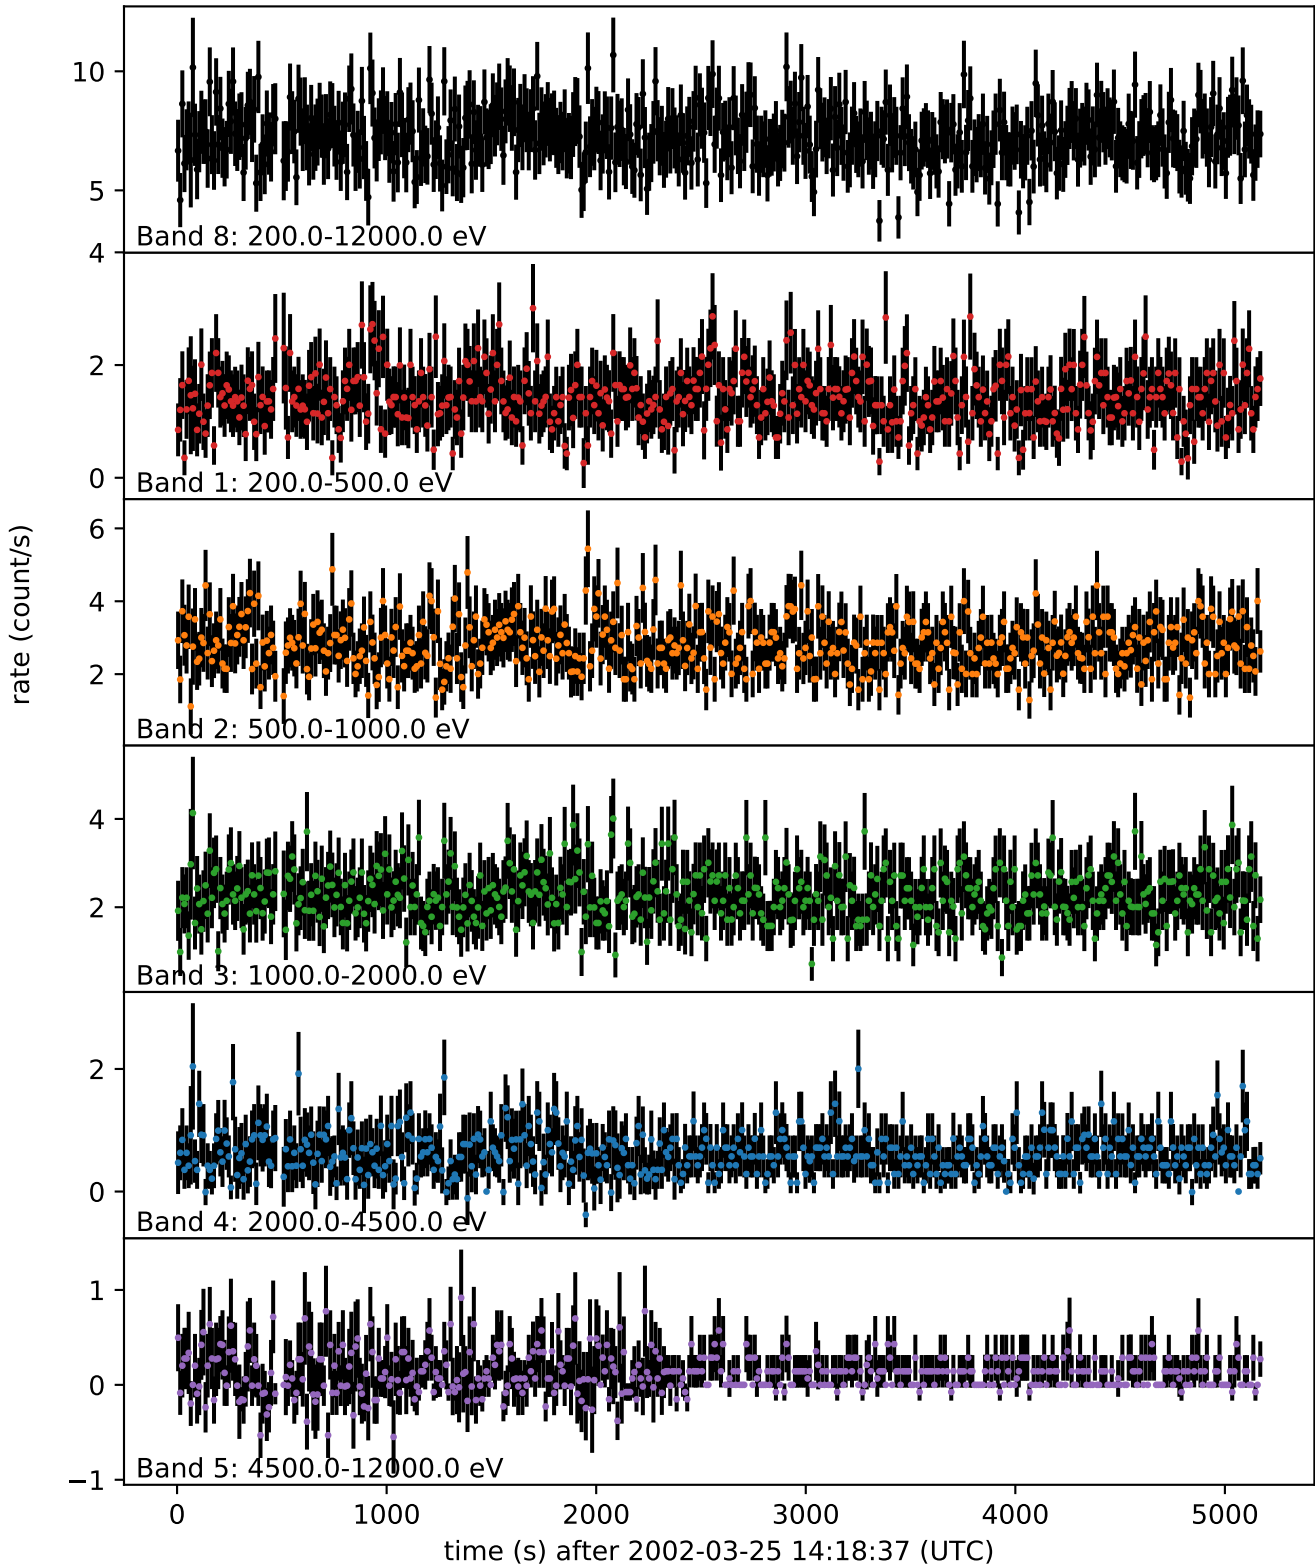 10
5
Band 8: 200.0-12000.0 eV
4
2
0
Band 1: 200.0-500.0 eV
6
4
2
Band 2: 500.0-1000.0 eV
rate (count/s)
4
2
Band 3: 1000.0-2000.0 eV
2
0
Band 4: 2000.0-4500.0 eV
1
0
−1
Band 5: 4500.0-12000.0 eV
0 1000 2000 3000 4000 5000
time (s) after 2002-03-25 14:18:37 (UTC)